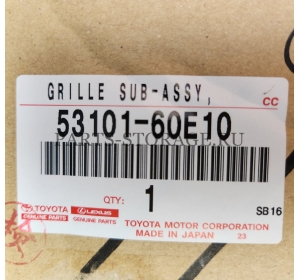 GRILLE SUB-ASSY,
CC
53101-60E10
PARTS-STORAGE.RU
QTY: 1
SB16
TOYOTA GENUINE PARTS
LEXUS GENUINE PARTS
TOYOTA MOTOR CORPORATION
MADE IN JAPAN 23